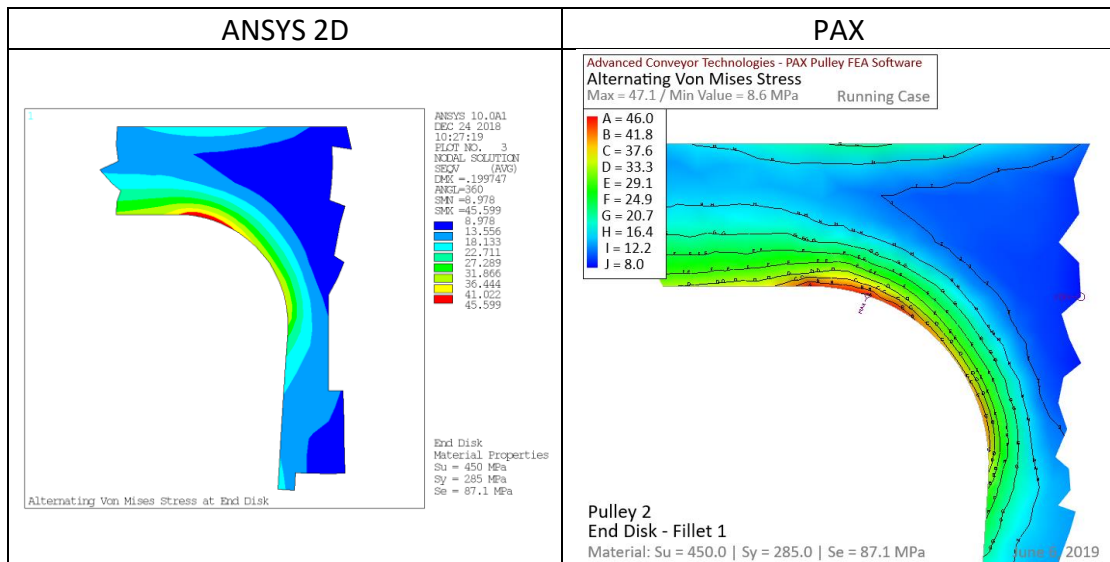 ANSYS 2D
PAX
1
ANSYS 10.0A1
DEC 24 2018
10:27:19
PLOT NO. 3
NODAL SOLUTION
SEQV (AVG)
DMX =.199747
ANGL=360
SMN =8.978
SMX =45.599
8.978
13.556
18.133
22.711
27.289
31.866
36.444
41.022
45.599
End Disk
Material Properties
Su = 450 MPa
Sy = 285 MPa
Se = 87.1 MPa
Alternating Von Mises Stress at End Disk
Advanced Conveyor Technologies - PAX Pulley FEA Software
Alternating Von Mises Stress
Max = 47.1 / Min Value = 8.6 MPa Running Case
A = 46.0
B = 41.8
C = 37.6
D = 33.3
E = 29.1
F = 24.9
G = 20.7
H = 16.4
I = 12.2
J = 8.0
MAX
Pulley 2
End Disk - Fillet 1
Material: Su = 450.0 | Sy = 285.0 | Se = 87.1 MPa
2019